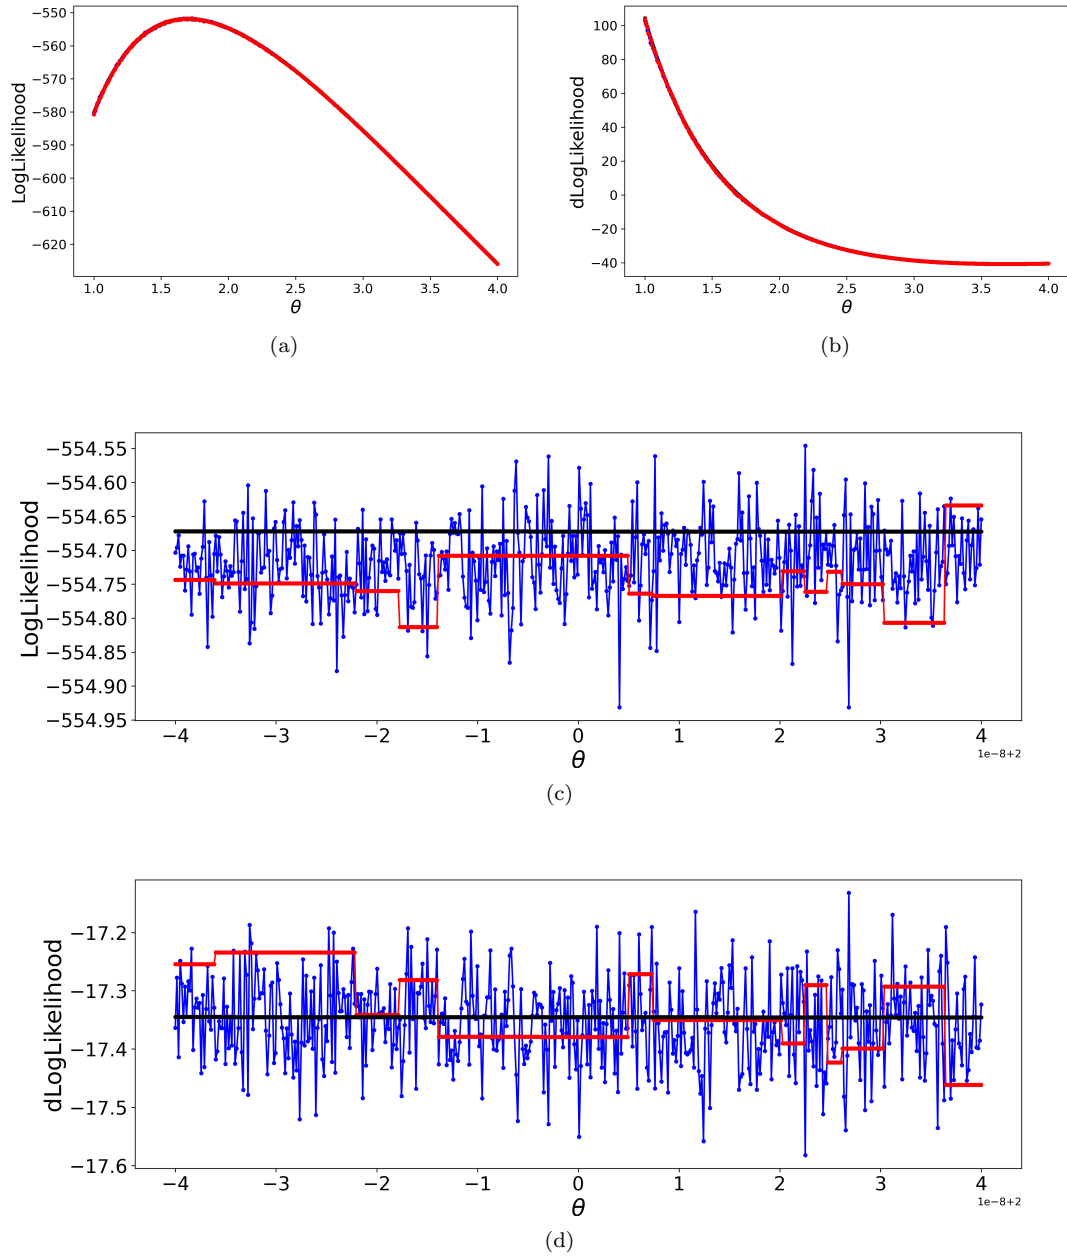 −550
−560
−570
−580
−590
−600
−610
−620
LogLikelihood
1.0 1.5 2.0 2.5 3.0 3.5 4.0
θ
(a)
100
80
60
40
20
0
−20
−40
dLogLikelihood
1.0 1.5 2.0 2.5 3.0 3.5 4.0
θ
(b)
−554.55
−554.60
−554.65
−554.70
−554.75
−554.80
−554.85
−554.90
−554.95
LogLikelihood
−4 −3 −2 −1 0 1 2 3 4
θ
1e−8+2
(c)
−17.2
−17.3
−17.4
−17.5
−17.6
dLogLikelihood
−4 −3 −2 −1 0 1 2 3 4
θ
1e−8+2
(d)